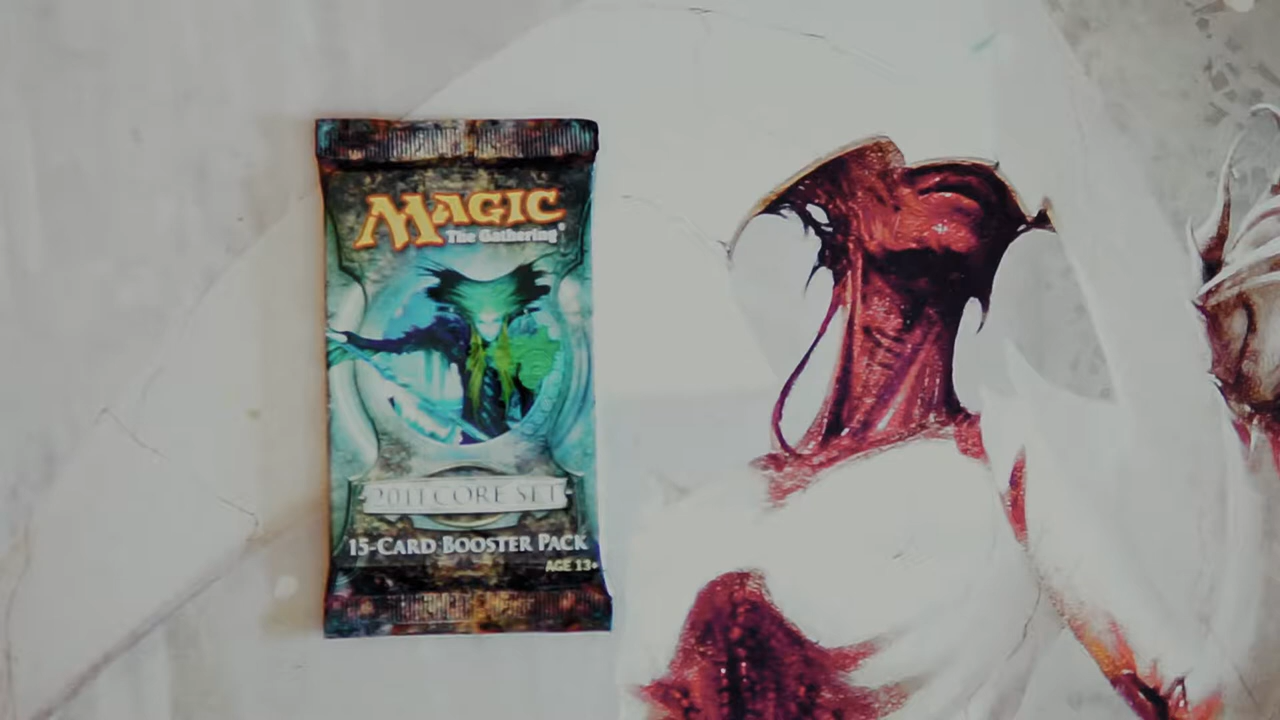 MAGIC
The Gathering®
2011 CORE SET
15-CARD BOOSTER PACK
AGE 13+